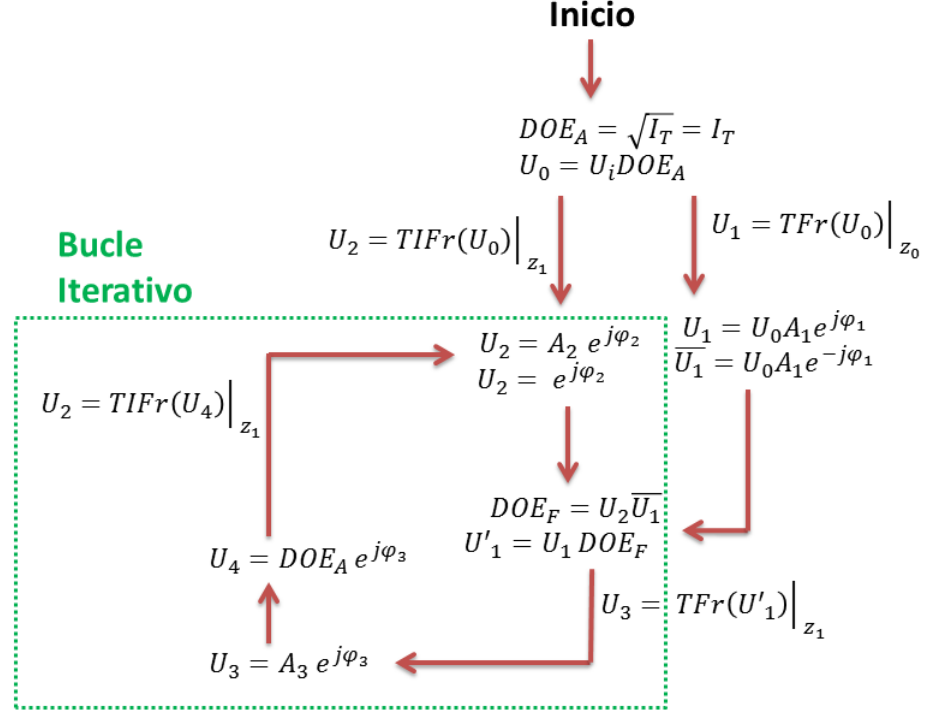 Inicio
DOE_A = √I_T = I_T
U_0 = U_i DOE_A
U_2 = TIFr(U_0)|_{z_1}
U_1 = TFr(U_0)|_{z_0}
Bucle
Iterativo
U_2 = A_2 e^{jφ_2}
U_2 = e^{jφ_2}
U_1 = U_0 A_1 e^{jφ_1}
\overline{U_1} = U_0 A_1 e^{-jφ_1}
U_2 = TIFr(U_4)|_{z_1}
DOE_F = U_2 \overline{U_1}
U'_1 = U_1 DOE_F
U_4 = DOE_A e^{jφ_3}
U_3 = TFr(U'_1)|_{z_1}
U_3 = A_3 e^{jφ_3}